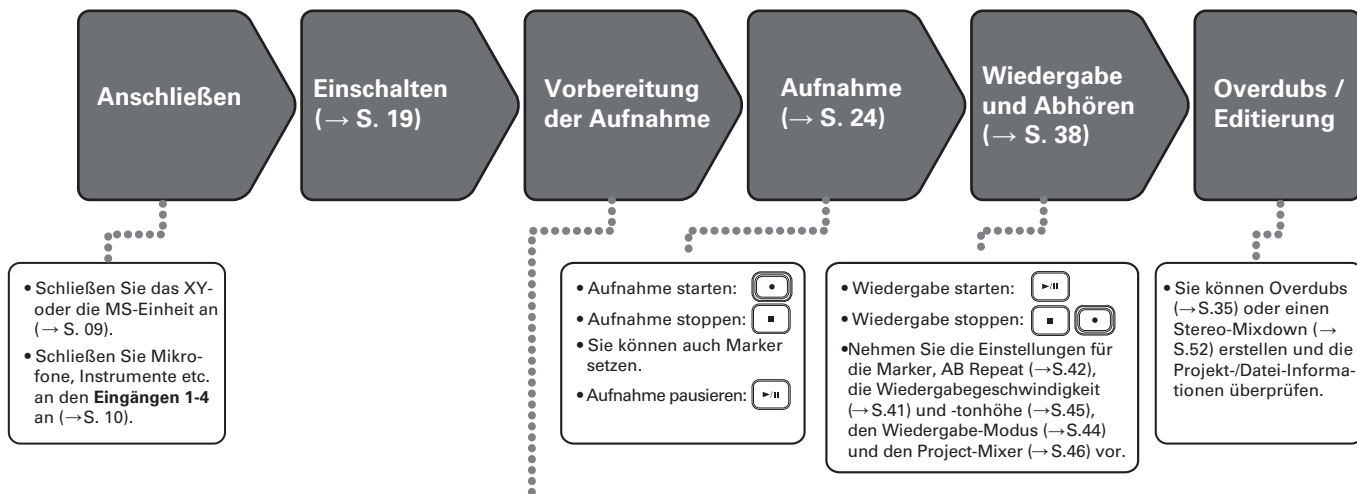 Anschließen
Einschalten
(→ S. 19)
Vorbereitung
der Aufnahme
Aufnahme
(→ S. 24)
Wiedergabe
und Abhören
(→ S. 38)
Overdubs /
Editierung
• Schließen Sie das XY-
oder die MS-Einheit an
(→ S. 09).
• Schließen Sie Mikro-
fone, Instrumente etc.
an den Eingängen 1-4
an (→S. 10).
• Aufnahme starten:
• Aufnahme stoppen:
• Sie können auch Marker
setzen.
• Aufnahme pausieren:
• Wiedergabe starten:
• Wiedergabe stoppen:
•Nehmen Sie die Einstellungen für
die Marker, AB Repeat (→S.42),
die Wiedergabegeschwindigkeit
(→S.41) und -tonhöhe (→S.45),
den Wiedergabe-Modus (→S.44)
und den Project-Mixer (→S.46) vor.
• Sie können Overdubs
(→S.35) oder einen
Stereo-Mixdown (→
S.52) erstellen und die
Projekt-/Datei-Informa-
tionen überprüfen.